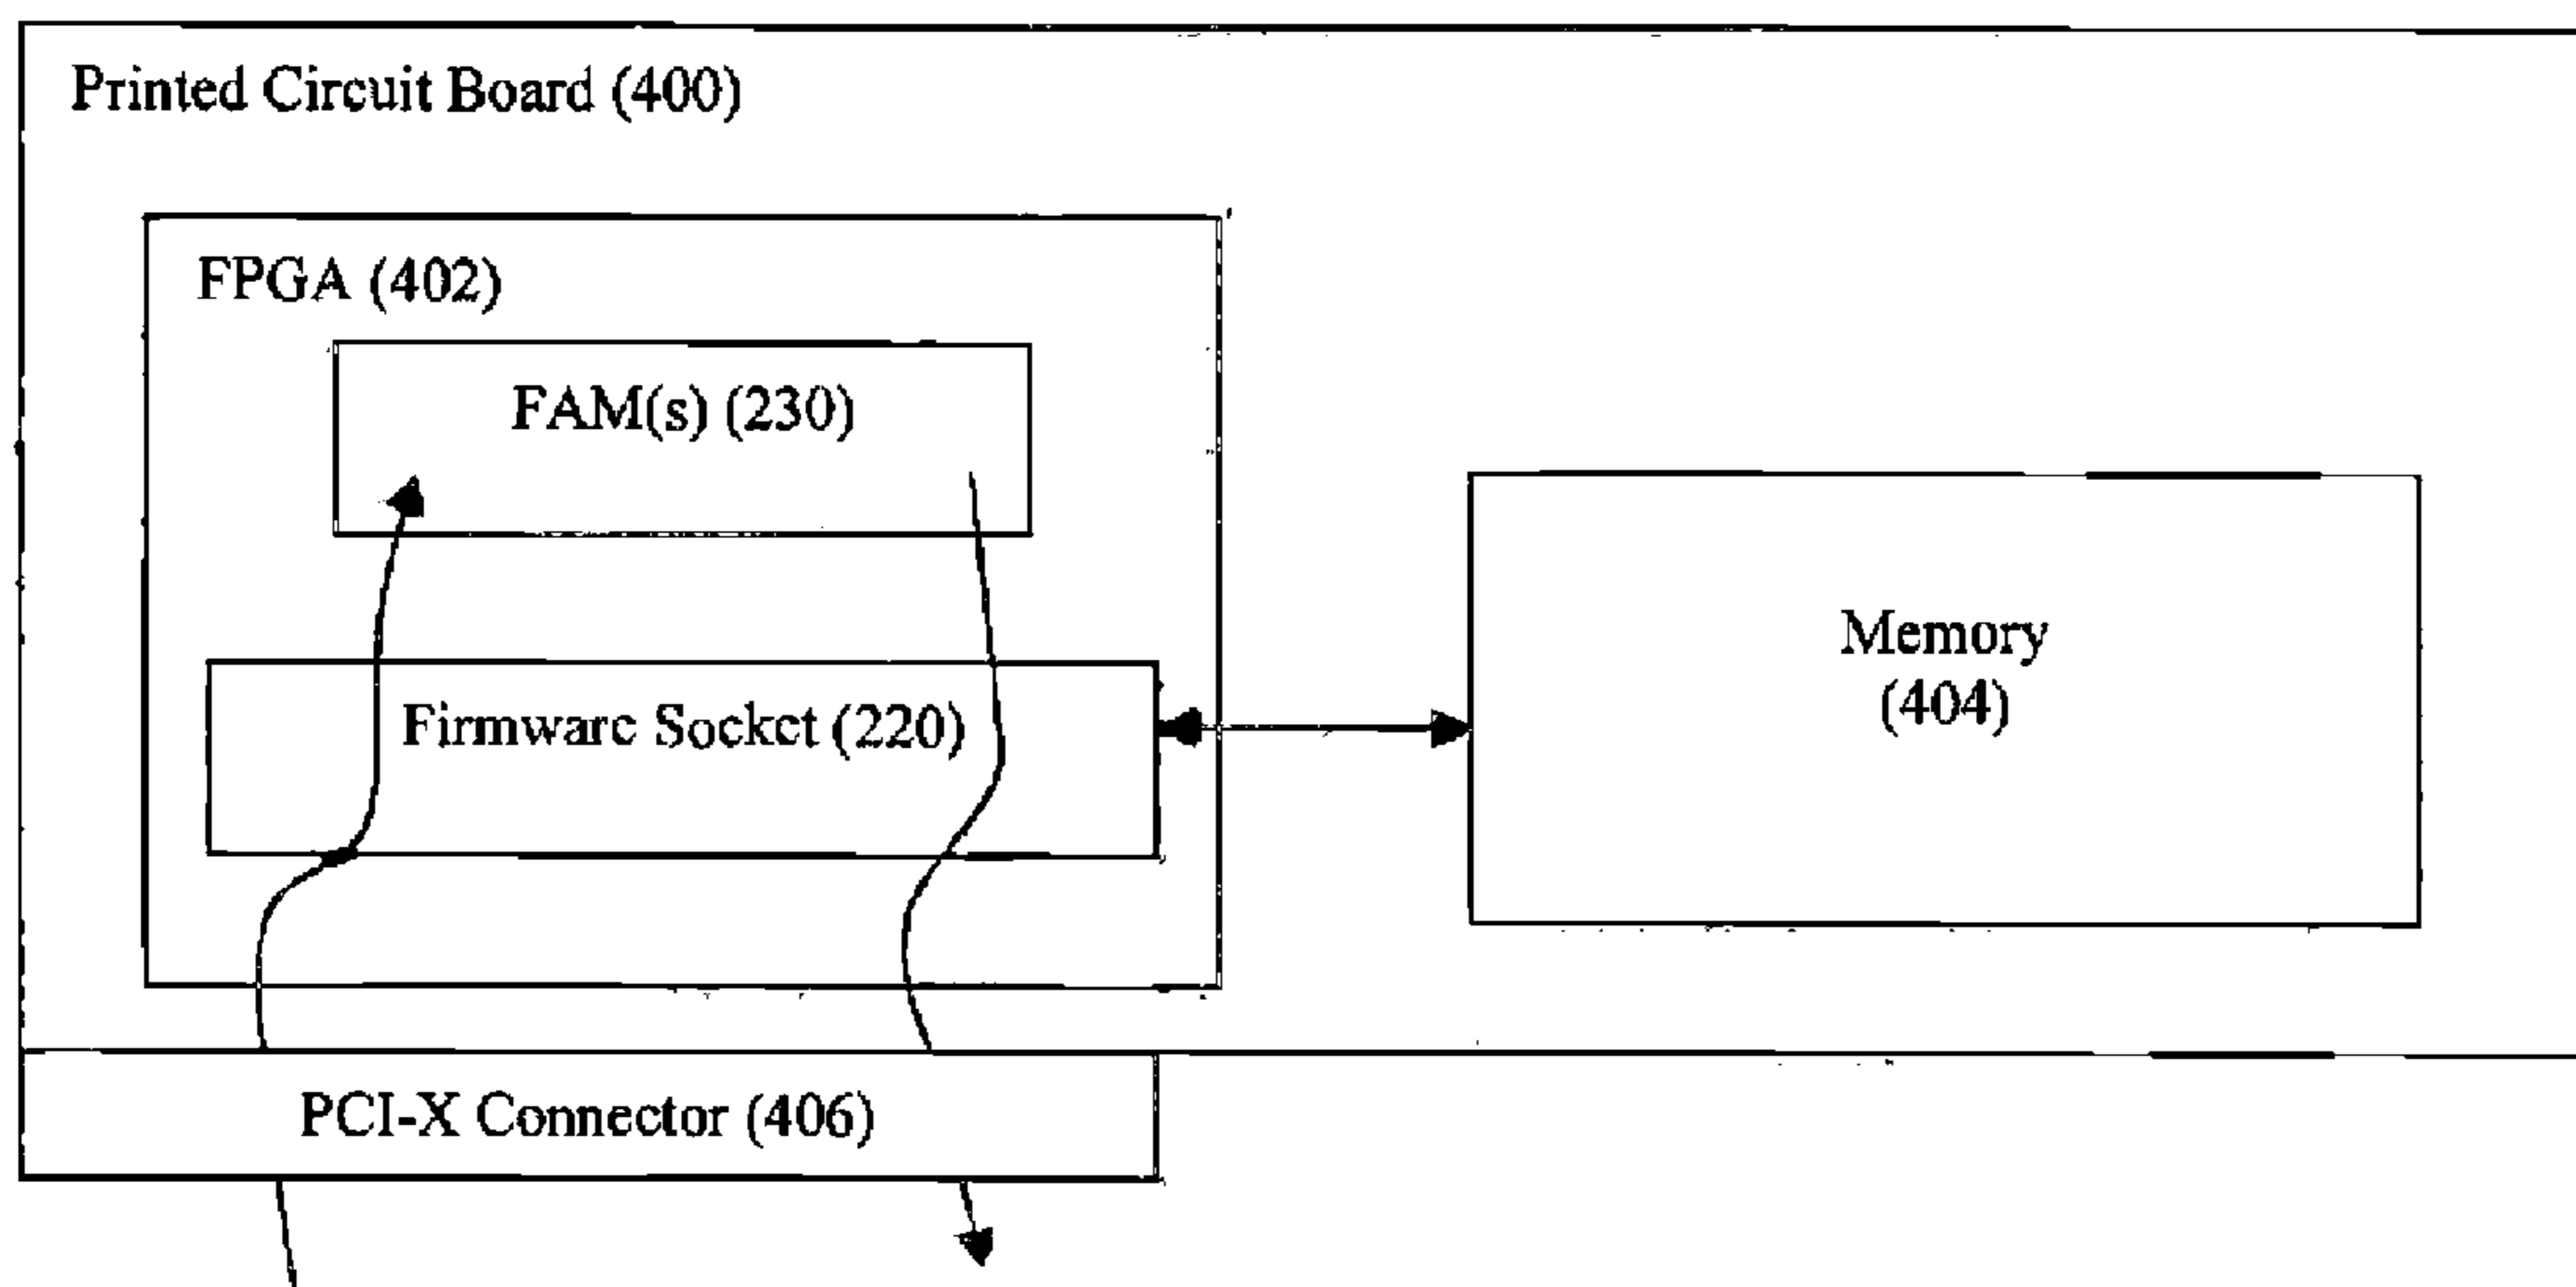 Printed Circuit Board (400)
FPGA (402)
FAM(s) (230)
Firmware Socket (220)
Memory
(404)
PCI-X Connector (406)